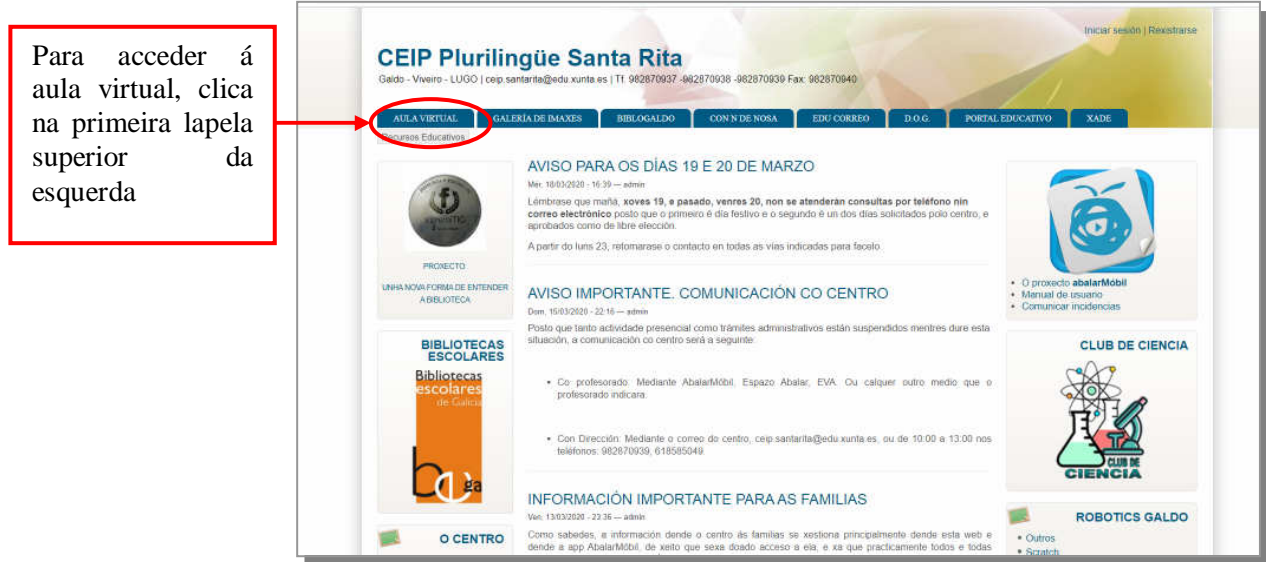 Para acceder á
aula virtual, clica
na primeira lapela
superior da
esquerda
Iniciar sesión | Rexistrarse
CEIP Plurilingüe Santa Rita
Galdo - Viveiro - LUGO | ceip.santarita@edu.xunta.es | Tf. 982870937 -982870938 -982870939 Fax: 982870940
AULA VIRTUAL
GALERÍA DE IMAXES
BIBLOGALDO
CON N DE NOSA
EDU CORREO
D.O.G.
PORTAL EDUCATIVO
XADE
Recursos Educativos
PROXECTO
UNHA NOVA FORMA DE ENTENDER
A BIBLIOTECA
BIBLIOTECAS
ESCOLARES
Bibliotecas
escolares
de Galicia
O CENTRO
AVISO PARA OS DÍAS 19 E 20 DE MARZO
Mér, 18/03/2020 - 16:39 — admin
Lémbrase que mañá, xoves 19, e pasado, venres 20, non se atenderán consultas por teléfono nin
correo electrónico posto que o primeiro é día festivo e o segundo é un dos días solicitados polo centro, e
aprobados como de libre elección.
A partir do luns 23, retomarase o contacto en todas as vías indicadas para facelo.
AVISO IMPORTANTE. COMUNICACIÓN CO CENTRO
Dom, 15/03/2020 - 22:16 — admin
Posto que tanto actividade presencial como trámites administrativos están suspendidos mentres dure esta
situación, a comunicación co centro será a seguinte:
• Co profesorado: Mediante AbalarMóbil, Espazo Abalar, EVA. Ou calquer outro medio que o
profesorado indicara.
• Con Dirección: Mediante o correo do centro, ceip.santarita@edu.xunta.es, ou de 10:00 a 13:00 nos
teléfonos: 982870939, 618585049
INFORMACIÓN IMPORTANTE PARA AS FAMILIAS
Ven, 13/03/2020 - 23:36 — admin
Como sabedes, a información dende o centro ás familias se xestiona principalmente dende esta web e
dende a app AbalarMóbil, de xeito que sexa doado acceso a ela, e xa que practicamente todos e todas
• O proxecto abalarMóbil
• Manual de usuario
• Comunicar incidencias
CLUB DE CIENCIA
CLUB DE
CIENCIA
ROBOTICS GALDO
• Outros
• Scratch